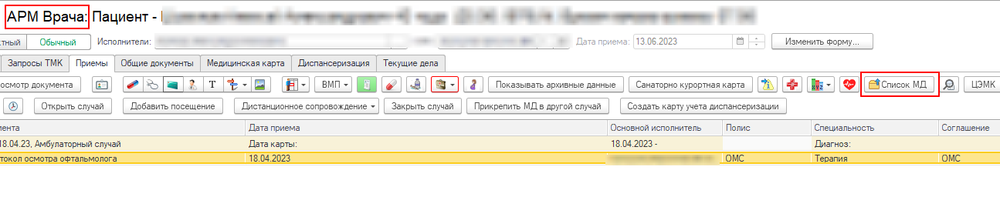 АРМ Врача: Пациент -
Обычный Исполнители: Дата приема: 13.06.2023 Изменить форму...
Запросы ТМК Приемы Общие документы Медицинская карта Диспансеризация Текущие дела
осмотр документа Т ВМП Показывать архивные данные Санаторно курортная карта Список МД ЦЭМК
Открыть случай Добавить посещение Дистанционное сопровождение Закрыть случай Прикрепить МД в другой случай Создать карту учета диспансеризации
мента Дата приема Основной исполнитель Полис Специальность Соглашение
18.04.23, Амбулаторный случай Дата карты: 18.04.2023 - Диагноз:
токол осмотра офтальмолога 18.04.2023 ОМС Терапия ОМС